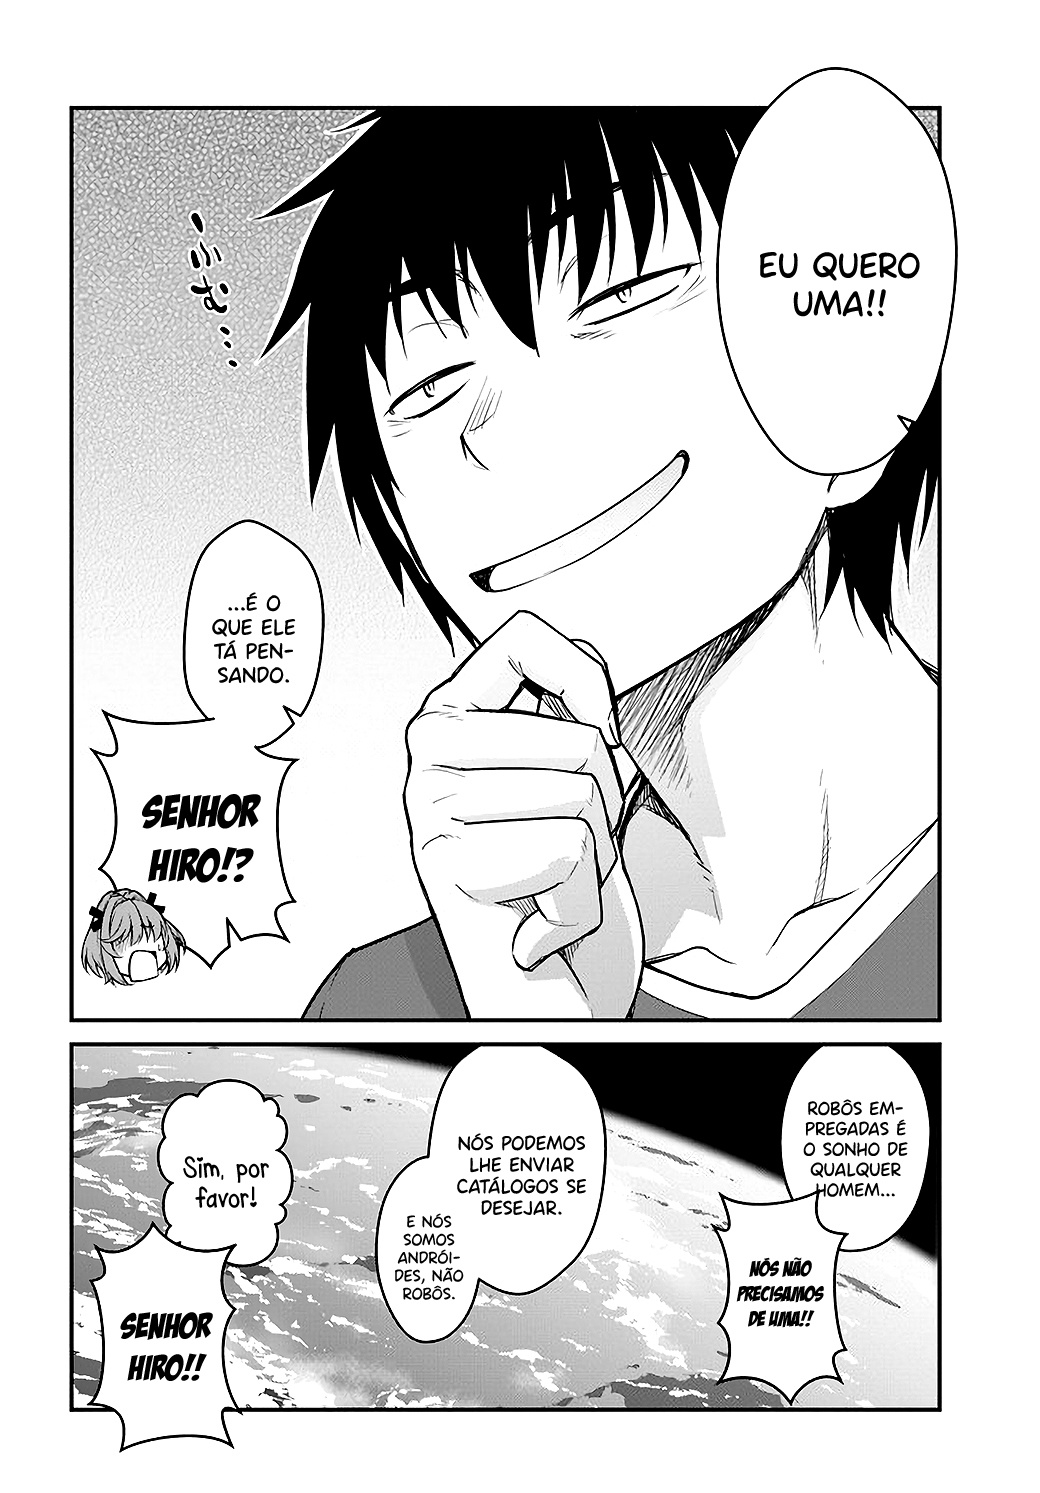 EU QUERO
UMA!!
ふむ…
...É O
QUE ELE
TÁ PEN-
SANDO.
SENHOR
HIRO!?
ROBÔS EM-
PREGADAS É
O SONHO DE
QUALQUER
HOMEM...
NÓS NÃO
PRECISAMOS
DE UMA!!
NÓS PODEMOS
LHE ENVIAR
CATÁLOGOS SE
DESEJAR.
E NÓS
SOMOS
ANDRÓI-
DES, NÃO
ROBÔS.
Sim, por
favor!
SENHOR
HIRO!!